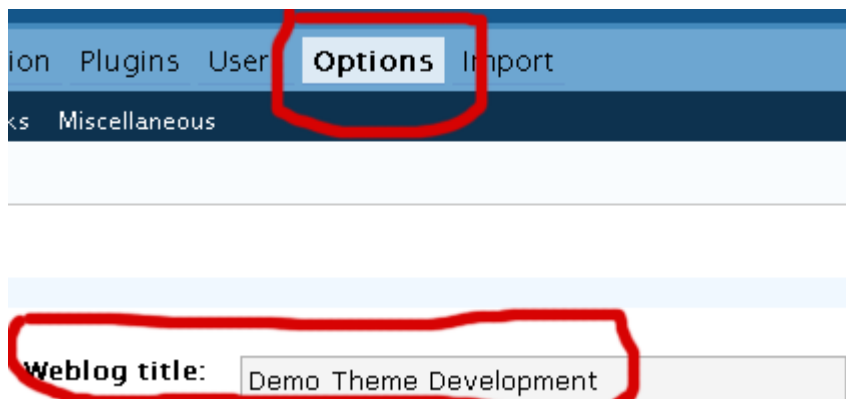 ion Plugins User Options Import
ks Miscellaneous
Weblog title: Demo Theme Development